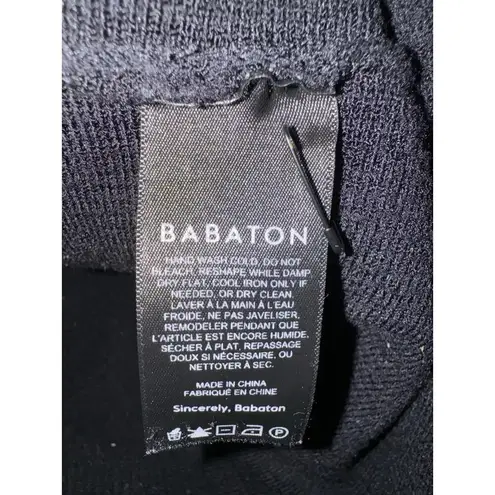 BABATON
HAND WASH COLD, DO NOT
BLEACH. RESHAPE WHILE DAMP.
DRY FLAT, COOL IRON ONLY IF
NEEDED, OR DRY CLEAN.
LAVER À LA MAIN À L'EAU
FROIDE, NE PAS JAVELISER,
REMODELER PENDANT QUE
L'ARTICLE EST ENCORE HUMIDE.
SÉCHER À PLAT, REPASSAGE
DOUX SI NÉCESSAIRE, OU
NETTOYER À SEC.
MADE IN CHINA
FABRIQUÉ EN CHINE
Sincerely, Babaton
P